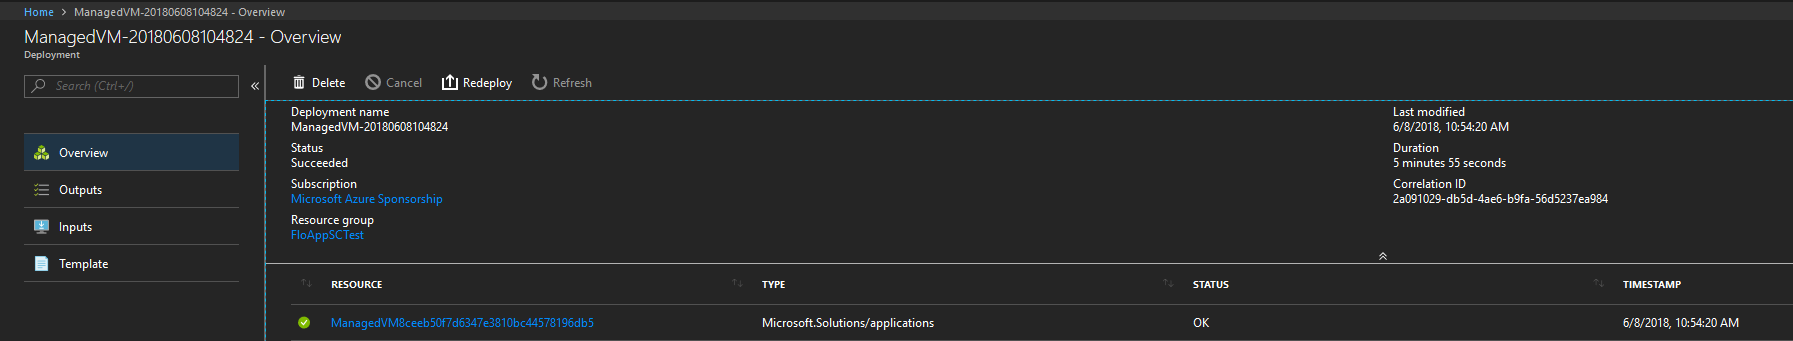 Home > ManagedVM-20180608104824 - Overview
ManagedVM-20180608104824 - Overview
Deployment
Search (Ctrl+/)
«
Overview
Outputs
Inputs
Template
Delete Cancel Redeploy Refresh
Deployment name
ManagedVM-20180608104824
Status
Succeeded
Subscription
Microsoft Azure Sponsorship
Resource group
FloAppSCTest
Last modified
6/8/2018, 10:54:20 AM
Duration
5 minutes 55 seconds
Correlation ID
2a091029-db5d-4ae6-b9fa-56d5237ea984
RESOURCE TYPE STATUS TIMESTAMP
ManagedVM8ceeb50f7d6347e3810bc44578196db5 Microsoft.Solutions/applications OK 6/8/2018, 10:54:20 AM